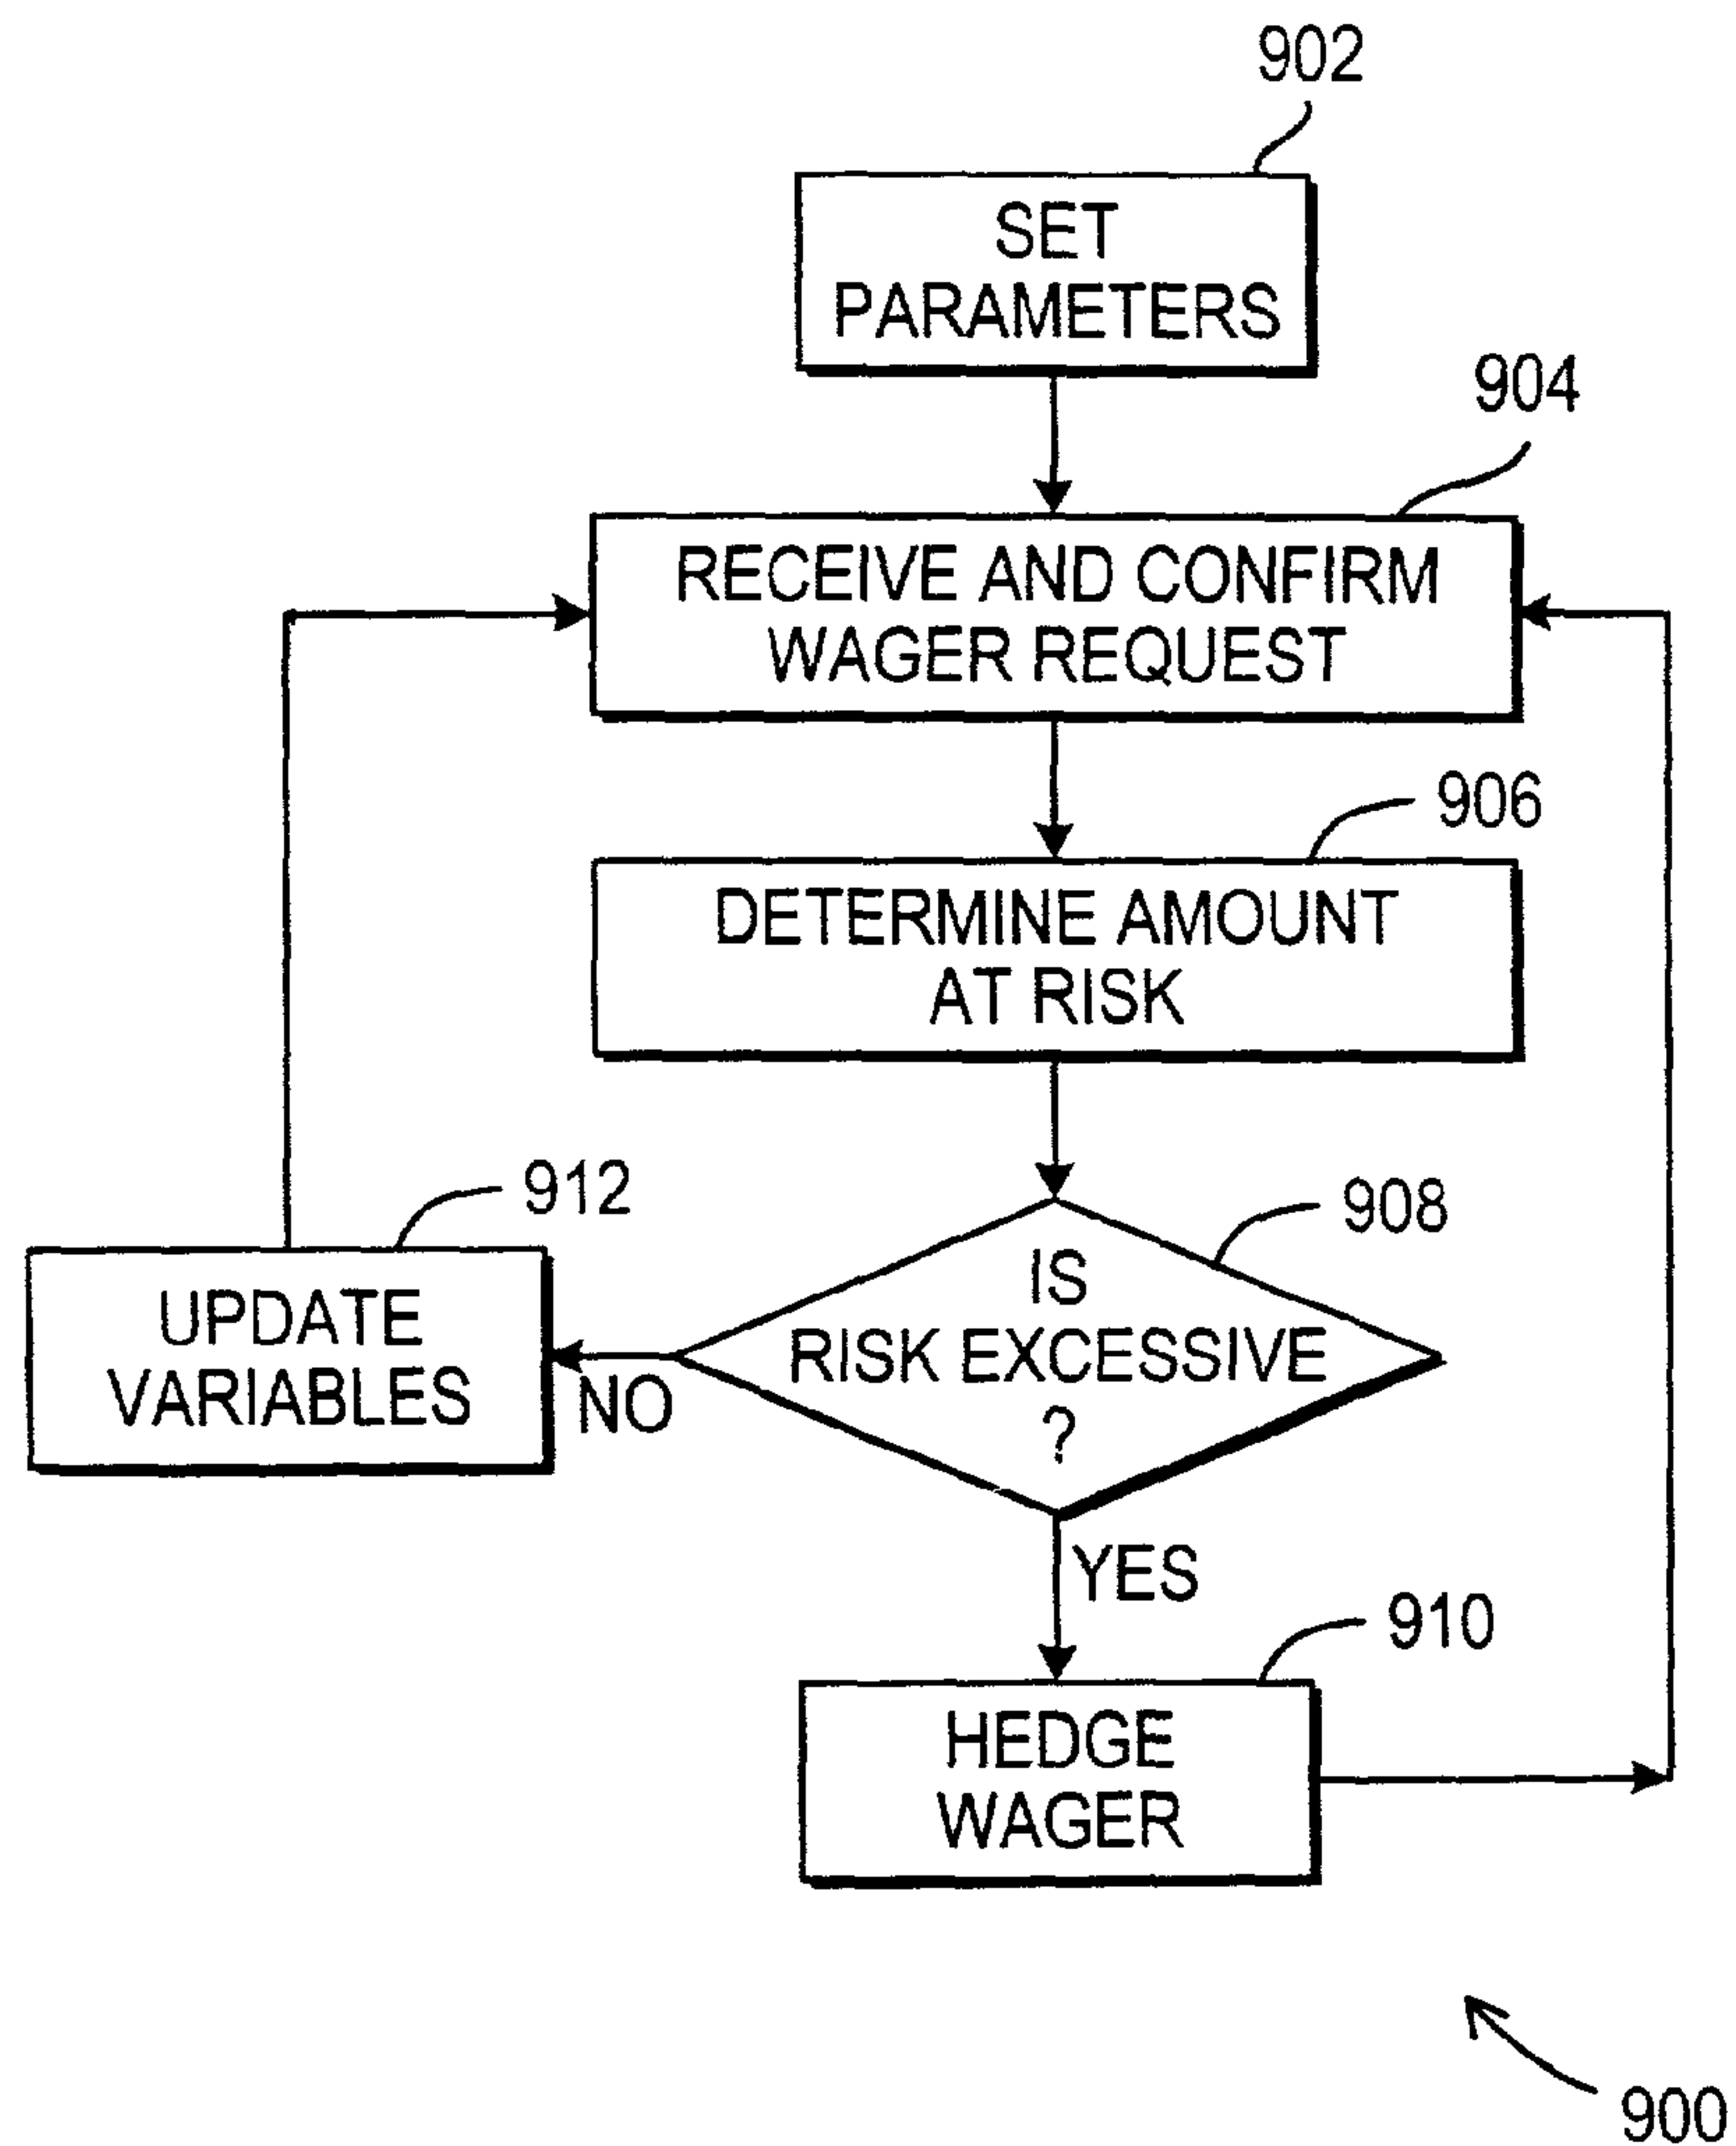 902
SET
PARAMETERS
904
RECEIVE AND CONFIRM
WAGER REQUEST
906
DETERMINE AMOUNT
AT RISK
912
908
UPDATE
VARIABLES
IS
RISK EXCESSIVE
?
NO
YES
910
HEDGE
WAGER
900